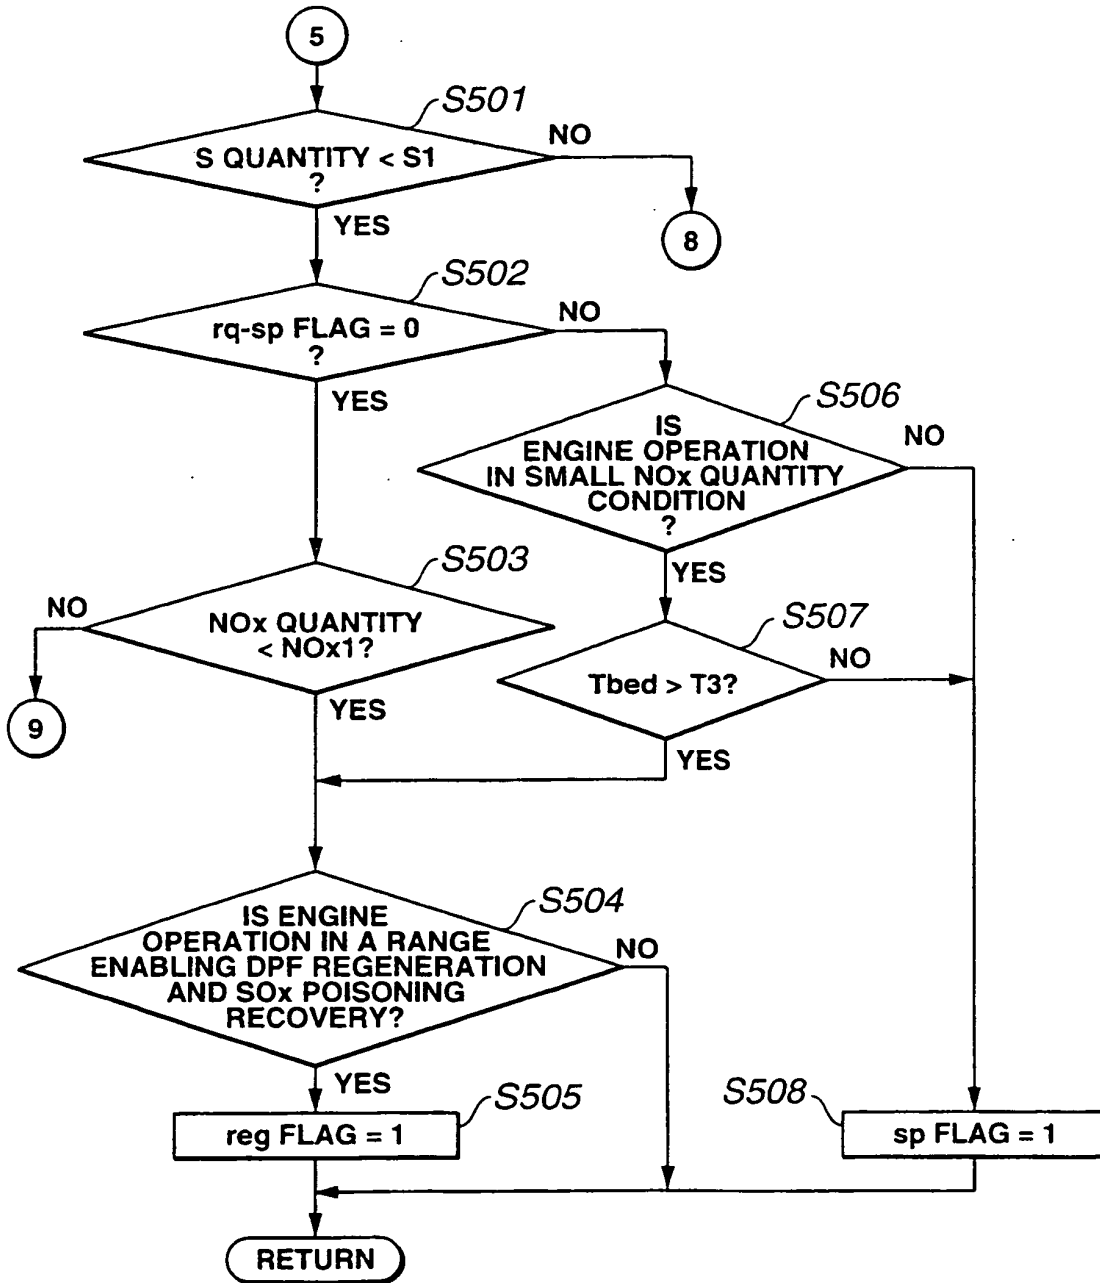 5
S501
S QUANTITY < S1
?
NO
YES
8
S502
rq-sp FLAG = 0
?
NO
YES
S506
IS
ENGINE OPERATION
IN SMALL NOx QUANTITY
CONDITION
?
NO
YES
S503
NOx QUANTITY
< NOx1?
NO
YES
9
S507
Tbed > T3?
NO
YES
S504
IS ENGINE
OPERATION IN A RANGE
ENABLING DPF REGENERATION
AND SOx POISONING
RECOVERY?
NO
YES
S505
reg FLAG = 1
S508
sp FLAG = 1
RETURN